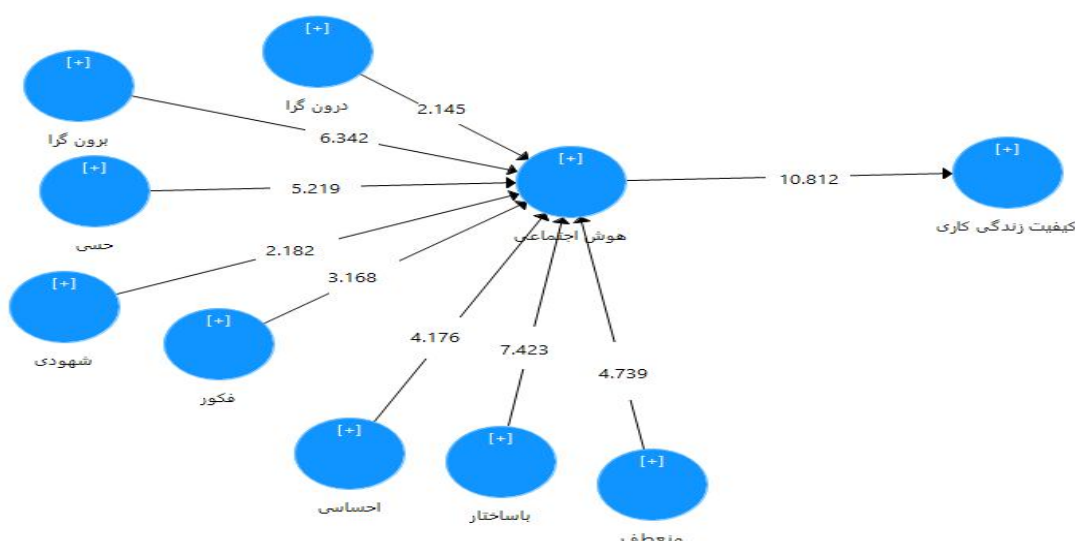 [+]
درون گرا
[+]
برون گرا
[+]
حسی
[+]
شهودی
[+]
فکور
[+]
احساسی
[+]
باساختار
[+]
منعطف
[+]
هوش اجتماعی
[+]
کیفیت زندگی کاری
2.145
6.342
5.219
2.182
3.168
4.176
7.423
4.739
10.812